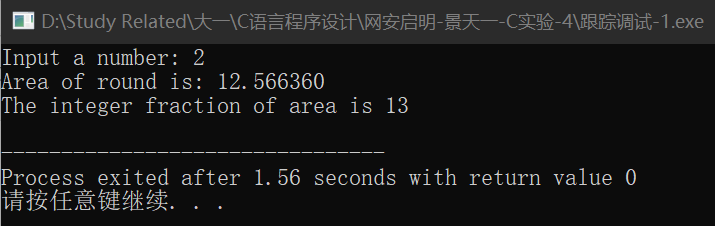 D:\Study Related\大一\C语言程序设计\网安启明-景天一-C实验-4\跟踪调试-1.exe
Input a number: 2
Area of round is: 12.566360
The integer fraction of area is 13
--------------------------------
Process exited after 1.56 seconds with return value 0
请按任意键继续. . .